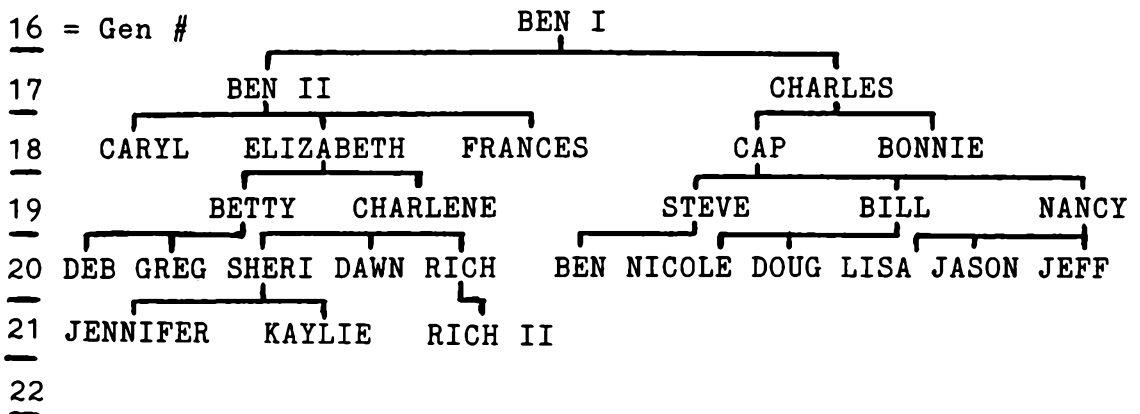 16 = Gen # BEN I
17 BEN II CHARLES
18 CARYL ELIZABETH FRANCES CAP BONNIE
19 BETTY CHARLENE STEVE BILL NANCY
20 DEB GREG SHERI DAWN RICH BEN NICOLE DOUG LISA JASON JEFF
21 JENNIFER KAYLIE RICH II
22